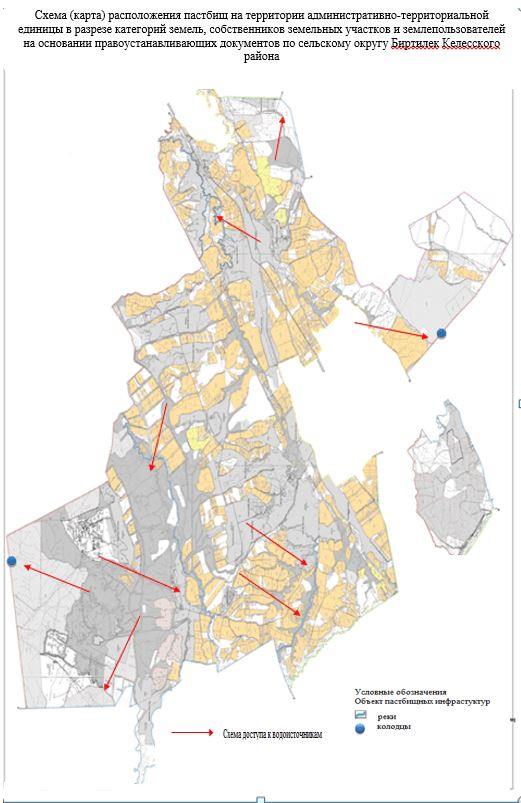 Схема (карта) расположения пастбищ на территории административно-территориальной
единицы в разрезе категорий земель, собственников земельных участков и землепользователей
на основании правоустанавливающих документов по сельскому округу Биртилек Келесского
района
Условные обозначения
Объект пастбищных инфраструктур
реки
колодцы
Схема доступа к водоисточникам